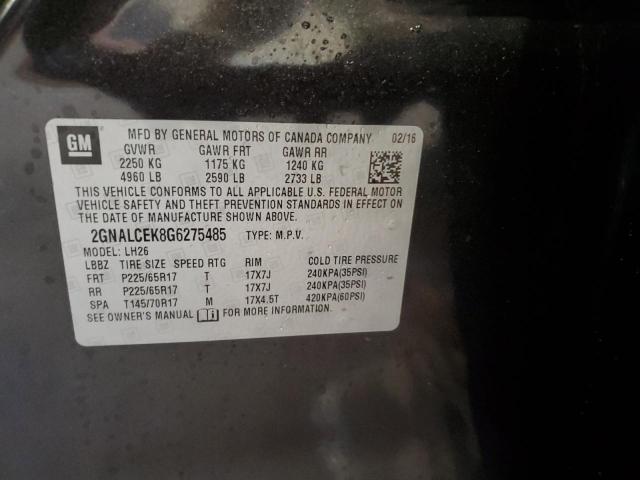 GM MFD BY GENERAL MOTORS OF CANADA COMPANY 02/16
GVWR GAWR FRT GAWR RR
2250 KG 1175 KG 1240 KG
4960 LB 2590 LB 2733 LB
THIS VEHICLE CONFORMS TO ALL APPLICABLE U.S. FEDERAL MOTOR
VEHICLE SAFETY AND THEFT PREVENTION STANDARDS IN EFFECT ON
THE DATE OF MANUFACTURE SHOWN ABOVE.
2GNALCEK8G6275485 TYPE: M.P.V.
MODEL: LH26
LBBZ TIRE SIZE SPEED RTG RIM COLD TIRE PRESSURE
FRT P225/65R17 T 17X7J 240KPA(35PSI)
RR P225/65R17 T 17X7J 240KPA(35PSI)
SPA T145/70R17 M 17X4.5T 420KPA(60PSI)
SEE OWNER'S MANUAL FOR MORE INFORMATION.